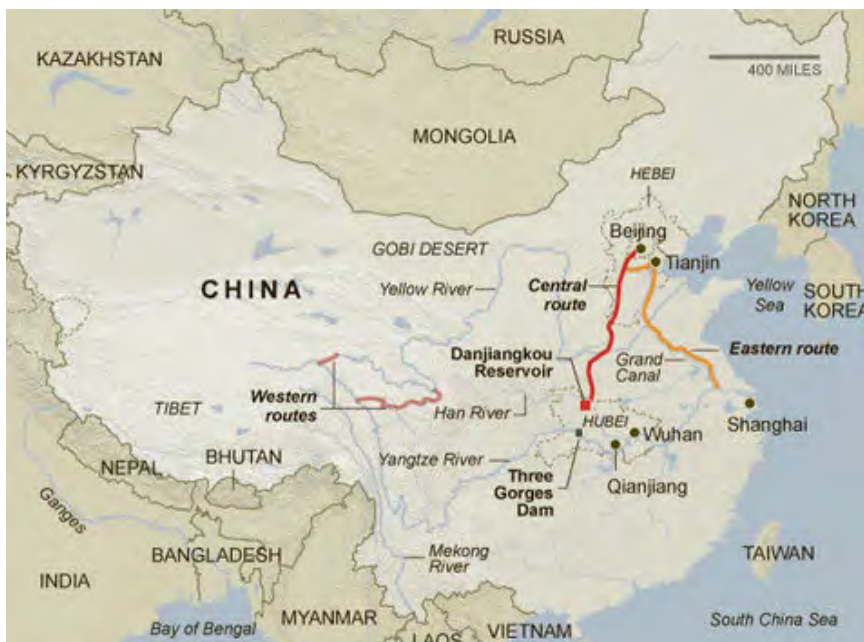 RUSSIA
KAZAKHSTAN
400 MILES
MONGOLIA
KYRGYZSTAN
HEBEI
NORTH
KOREA
Beijing
GOBI DESERT
Tianjin
CHINA
Yellow River
Central
route
Yellow
Sea
SOUTH
KOREA
Danjiangkou
Reservoir
Grand
Canal
Eastern route
Western
routes
TIBET
Han River
HUBEI
Shanghai
Wuhan
NEPAL
BHUTAN
Yangtze River
Three
Gorges
Dam
Qianjiang
Ganges
BANGLADESH
Mekong
River
TAIWAN
INDIA
MYANMAR
Bay of Bengal
LAOS
VIETNAM
South China Sea